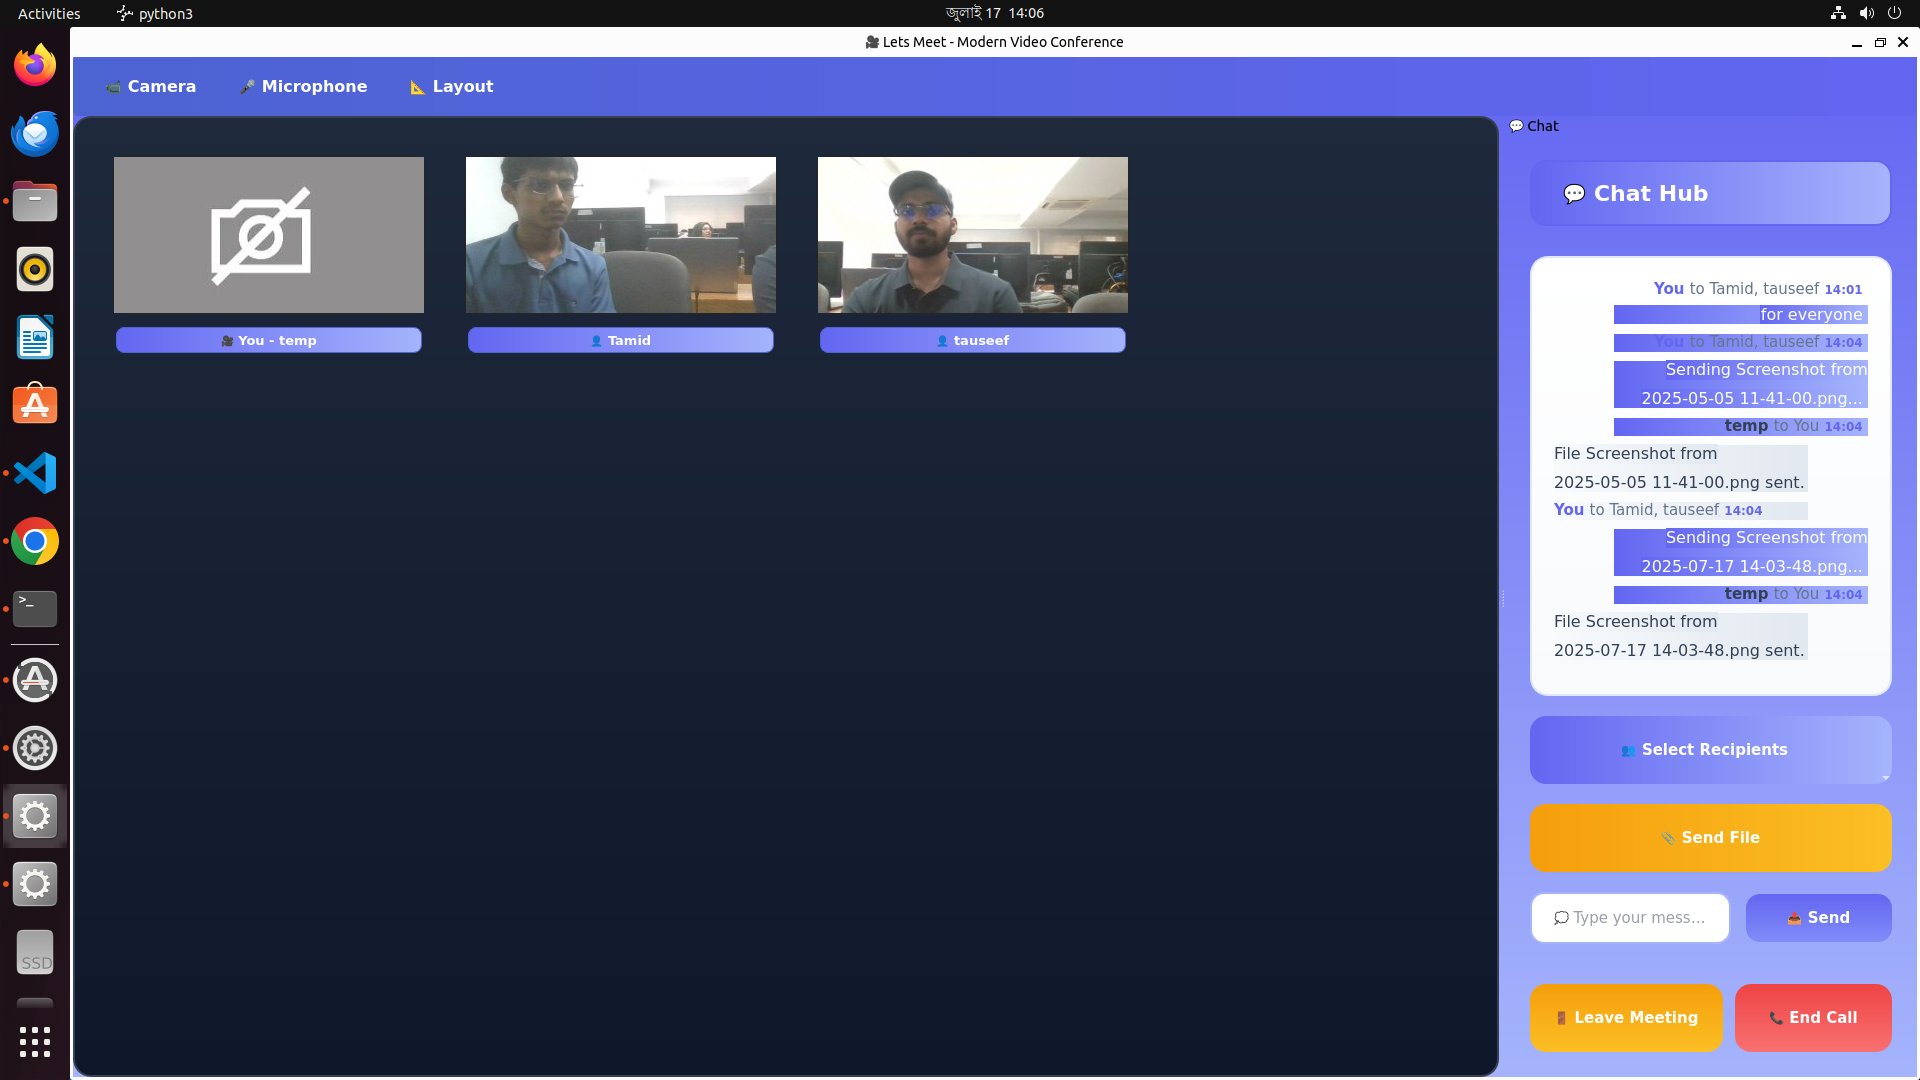 Activities
python3
জুলাই 17 14:06
🎥 Lets Meet - Modern Video Conference
📹 Camera
🎤 Microphone
📐 Layout
🎥 You - temp
👤 Tamid
👤 tauseef
💬 Chat
💬 Chat Hub
You to Tamid, tauseef 14:01
for everyone
You to Tamid, tauseef 14:04
Sending Screenshot from
2025-05-05 11-41-00.png...
temp to You 14:04
File Screenshot from
2025-05-05 11-41-00.png sent.
You to Tamid, tauseef 14:04
Sending Screenshot from
2025-07-17 14-03-48.png...
temp to You 14:04
File Screenshot from
2025-07-17 14-03-48.png sent.
👥 Select Recipients
📎 Send File
💭 Type your mess...
📤 Send
🚪 Leave Meeting
📞 End Call
>_
SSD